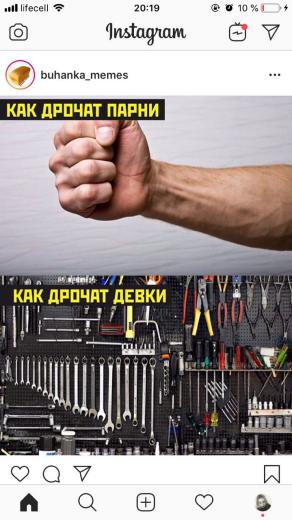 lifecell
20:19
10 %
Instagram
buhanka_memes
КАК ДРОЧАТ ПАРНИ
КАК ДРОЧАТ ДЕВКИ